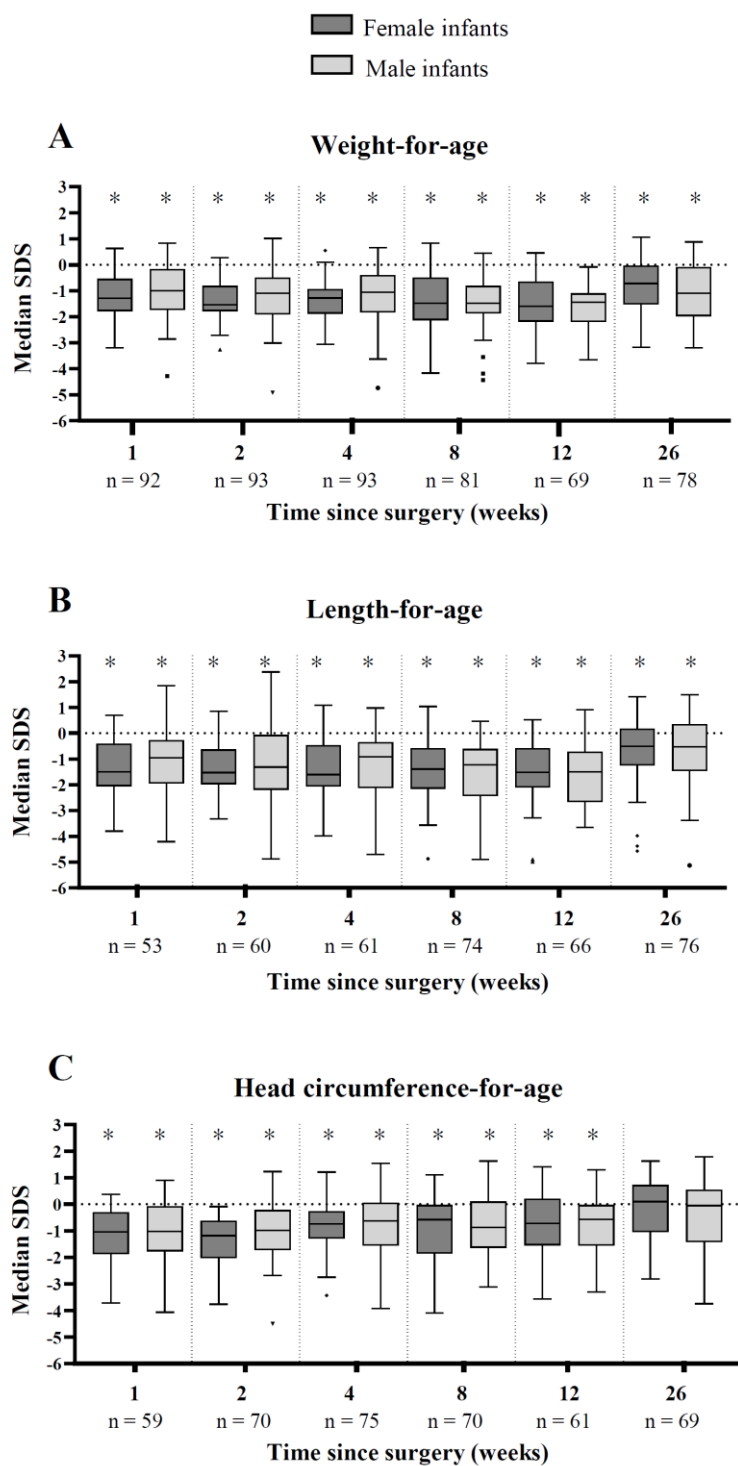 Female infants
Male infants
A
Weight-for-age
* * * * * * * * * * * *
3
2
1
0
-1
-2
-3
-4
-5
-6
Median SDS
1 2 4 8 12 26
n = 92 n = 93 n = 93 n = 81 n = 69 n = 78
Time since surgery (weeks)
B
Length-for-age
* * * * * * * * * * * *
3
2
1
0
-1
-2
-3
-4
-5
-6
Median SDS
1 2 4 8 12 26
n = 53 n = 60 n = 61 n = 74 n = 66 n = 76
Time since surgery (weeks)
C
Head circumference-for-age
* * * * * * * * * *
3
2
1
0
-1
-2
-3
-4
-5
-6
Median SDS
1 2 4 8 12 26
n = 59 n = 70 n = 75 n = 70 n = 61 n = 69
Time since surgery (weeks)